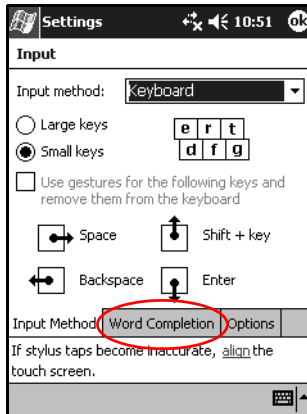 Settings 10:51 ok
Input
Input method: Keyboard
Large keys
Small keys
e r t
d f g
Use gestures for the following keys and
remove them from the keyboard
Space Shift + key
Backspace Enter
Input Method Word Completion Options
If stylus taps become inaccurate, align the
touch screen.